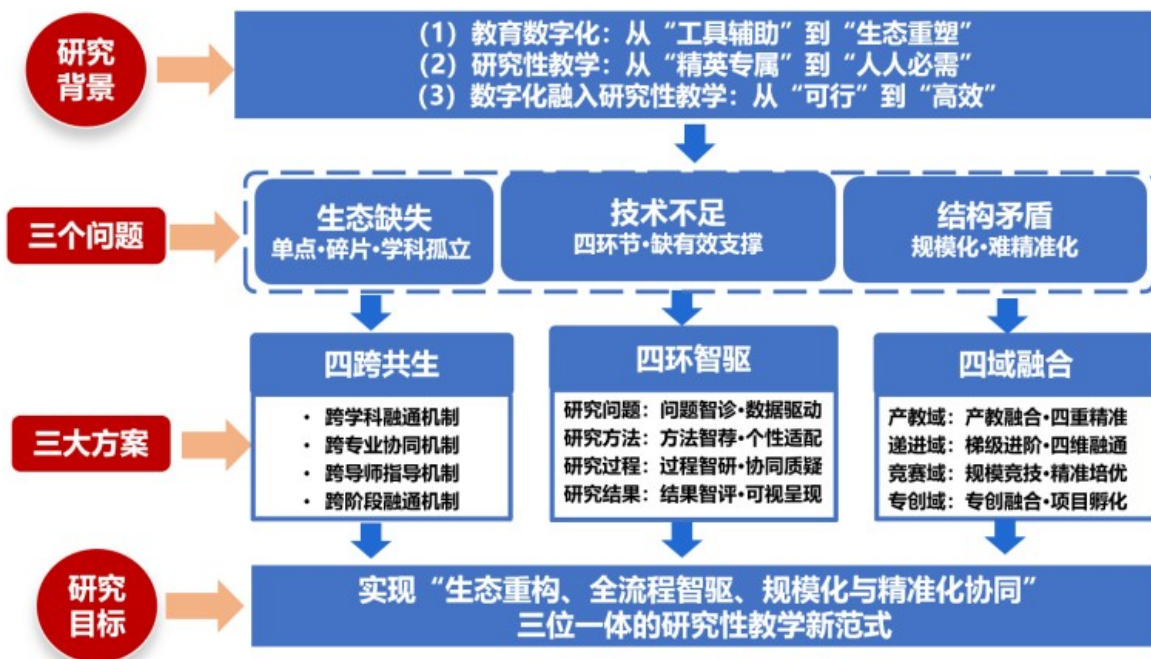 研究
背景
（1）教育数字化：从“工具辅助”到“生态重塑”
（2）研究性教学：从“精英专属”到“人人必需”
（3）数字化融入研究性教学：从“可行”到“高效”
三个问题
生态缺失
单点·碎片·学科孤立
技术不足
四环节·缺有效支撑
结构矛盾
规模化·难精准化
三大方案
四跨共生
· 跨学科融通机制
· 跨专业协同机制
· 跨导师指导机制
· 跨阶段融通机制
四环智驱
研究问题：问题智诊·数据驱动
研究方法：方法智荐·个性适配
研究过程：过程智研·协同质疑
研究结果：结果智评·可视呈现
四域融合
产教域：产教融合·四重精准
递进域：梯级进阶·四维融通
竞赛域：规模竞技·精准培优
专创域：专创融合·项目孵化
研究
目标
实现“生态重构、全流程智驱、规模化与精准化协同”
三位一体的研究性教学新范式